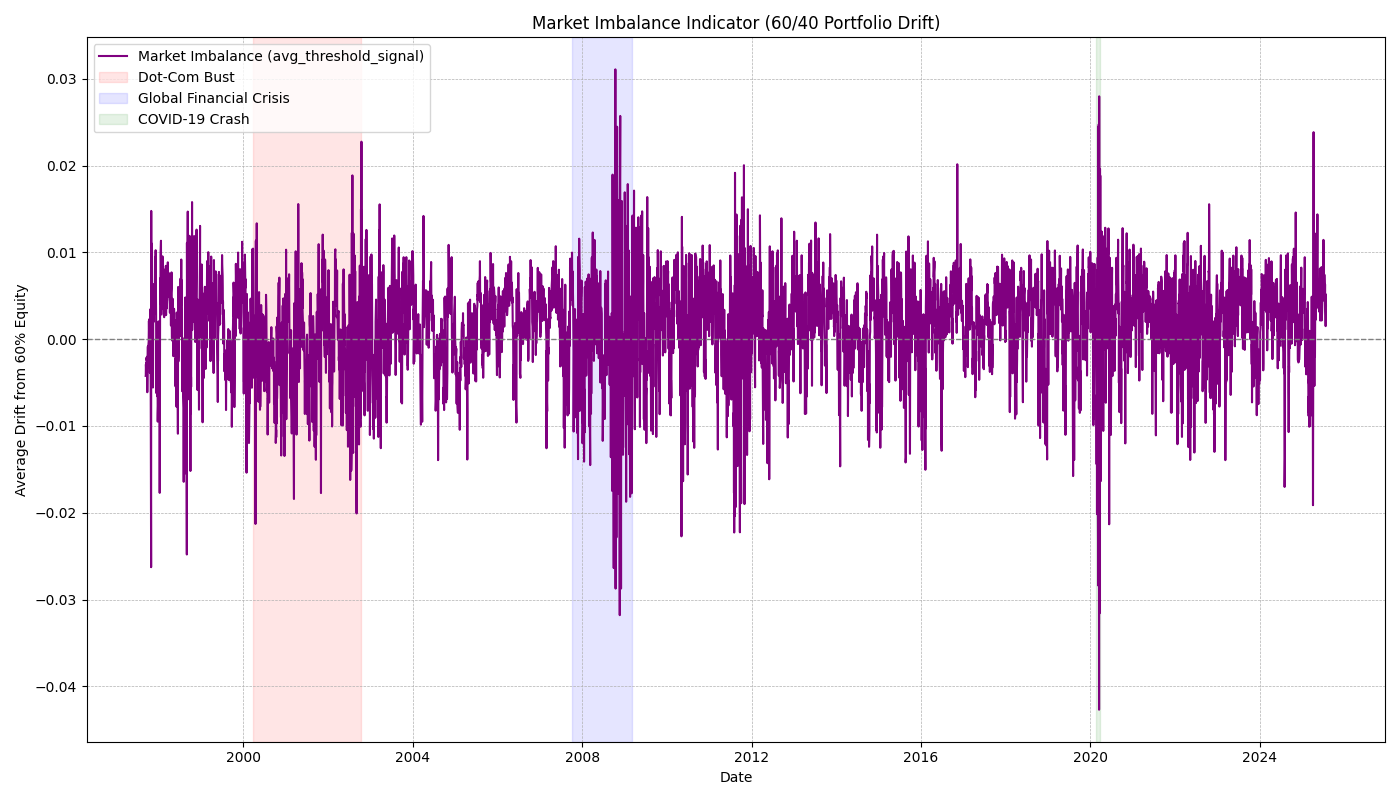 Market Imbalance Indicator (60/40 Portfolio Drift)
Market Imbalance (avg_threshold_signal)
Dot-Com Bust
Global Financial Crisis
COVID-19 Crash
Average Drift from 60% Equity
0.03
0.02
0.01
0.00
−0.01
−0.02
−0.03
−0.04
2000
2004
2008
2012
2016
2020
2024
Date